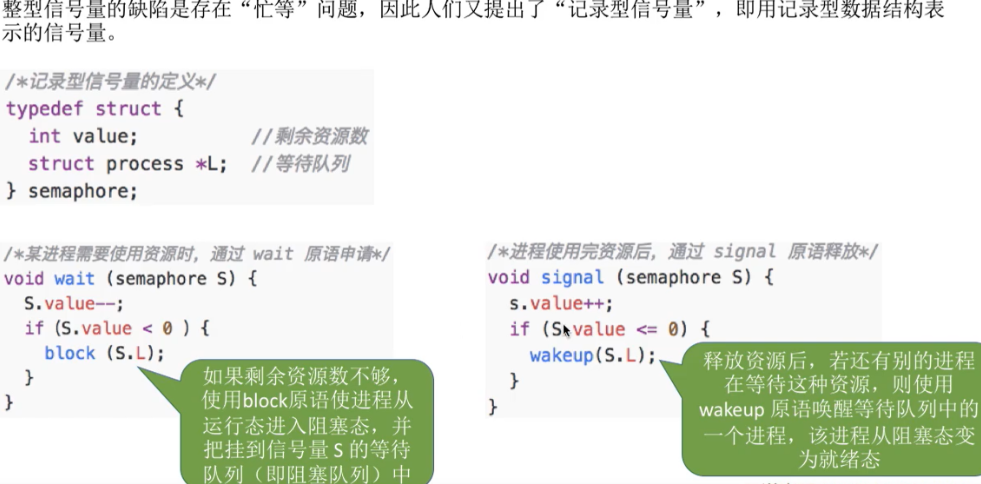 整型信号量的缺陷是存在“忙等”问题，因此人们又提出了“记录型信号量”，即用记录型数据结构表
示的信号量。
/*记录型信号量的定义*/
typedef struct {
int value; //剩余资源数
struct process *L; //等待队列
} semaphore;
/*某进程需要使用资源时，通过 wait 原语申请*/
void wait (semaphore S) {
S.value--;
if (S.value < 0 ) {
block (S.L);
}
}
如果剩余资源数不够，
使用block原语使进程从
运行态进入阻塞态，并
把挂到信号量 S 的等待
队列（即阻塞队列）中
/*进程使用完资源后，通过 signal 原语释放*/
void signal (semaphore S) {
s.value++;
if (S.value <= 0) {
wakeup(S.L);
}
}
释放资源后，若还有别的进程
在等待这种资源，则使用
wakeup 原语唤醒等待队列中的
一个进程，该进程从阻塞态变
为就绪态